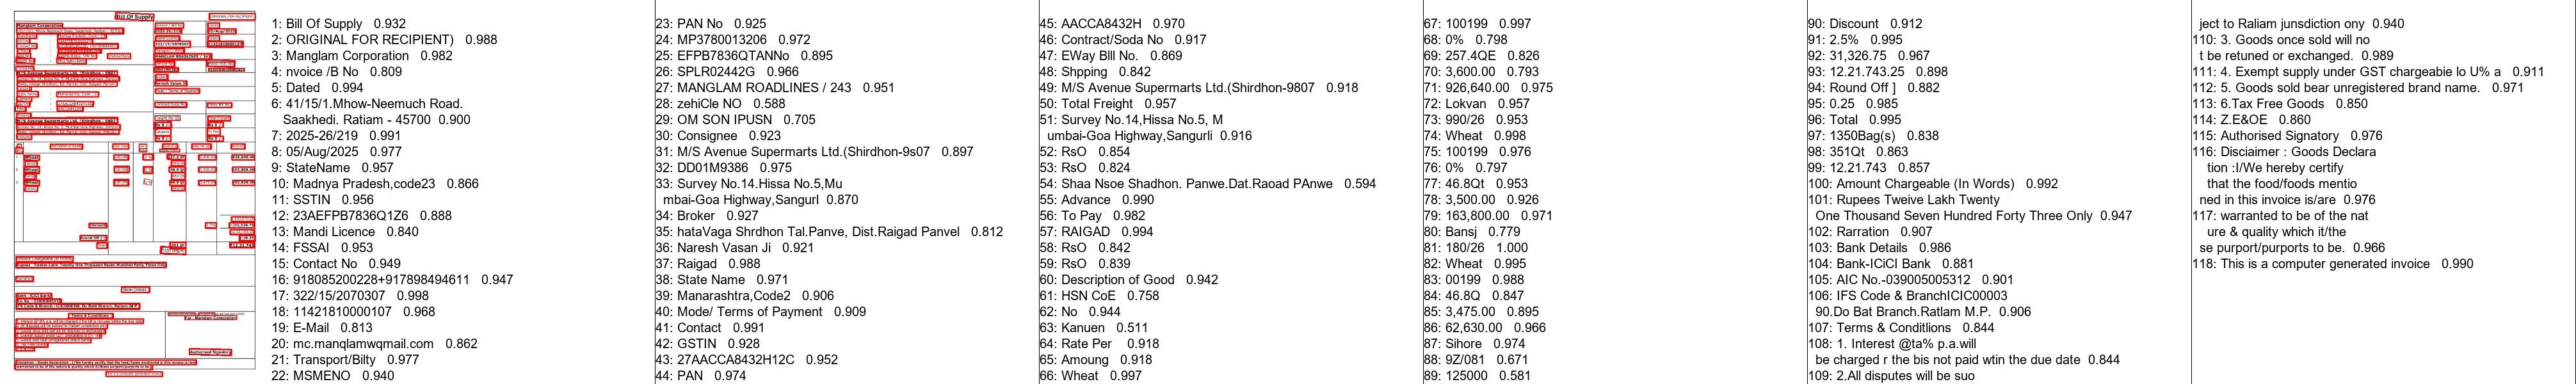 1: Bill Of Supply 0.932
2: ORIGINAL FOR RECIPIENT) 0.988
3: Manglam Corporation 0.982
4: nvoice /B No 0.809
5: Dated 0.994
6: 41/15/1.Mhow-Neemuch Road.
Saakhedi. Ratiam - 45700 0.900
7: 2025-26/219 0.991
8: 05/Aug/2025 0.977
9: StateName 0.957
10: Madnya Pradesh,code23 0.866
11: SSTIN 0.956
12: 23AEFPB7836Q1Z6 0.888
13: Mandi Licence 0.840
14: FSSAI 0.953
15: Contact No 0.949
16: 918085200228+917898494611 0.947
17: 322/15/2070307 0.998
18: 11421810000107 0.968
19: E-Mail 0.813
20: mc.manqlamwqmail.com 0.862
21: Transport/Bilty 0.977
22: MSMENO 0.940
23: PAN No 0.925
24: MP3780013206 0.972
25: EFPB7836QTANNo 0.895
26: SPLR02442G 0.966
27: MANGLAM ROADLINES / 243 0.951
28: zehiCle NO 0.588
29: OM SON IPUSN 0.705
30: Consignee 0.923
31: M/S Avenue Supermarts Ltd.(Shirdhon-9s07 0.897
32: DD01M9386 0.975
33: Survey No.14.Hissa No.5,Mu
mbai-Goa Highway,Sangurl 0.870
34: Broker 0.927
35: hataVaga Shrdhon Tal.Panve, Dist.Raigad Panvel 0.812
36: Naresh Vasan Ji 0.921
37: Raigad 0.988
38: State Name 0.971
39: Manarashtra,Code2 0.906
40: Mode/ Terms of Payment 0.909
41: Contact 0.991
42: GSTIN 0.928
43: 27AACCA8432H12C 0.952
44: PAN 0.974
45: AACCA8432H 0.970
46: Contract/Soda No 0.917
47: EWay Blll No. 0.869
48: Shpping 0.842
49: M/S Avenue Supermarts Ltd.(Shirdhon-9807 0.918
50: Total Freight 0.957
51: Survey No.14,Hissa No.5, M
umbai-Goa Highway,Sangurli 0.916
52: RsO 0.854
53: RsO 0.824
54: Shaa Nsoe Shadhon. Panwe.Dat.Raoad PAnwe 0.594
55: Advance 0.990
56: To Pay 0.982
57: RAIGAD 0.994
58: RsO 0.842
59: RsO 0.839
60: Description of Good 0.942
61: HSN CoE 0.758
62: No 0.944
63: Kanuen 0.511
64: Rate Per 0.918
65: Amoung 0.918
66: Wheat 0.997
67: 100199 0.997
68: 0% 0.798
69: 257.4QE 0.826
70: 3,600.00 0.793
71: 926,640.00 0.975
72: Lokvan 0.957
73: 990/26 0.953
74: Wheat 0.998
75: 100199 0.976
76: 0% 0.797
77: 46.8Qt 0.953
78: 3,500.00 0.926
79: 163,800.00 0.971
80: Bansj 0.779
81: 180/26 1.000
82: Wheat 0.995
83: 00199 0.988
84: 46.8Q 0.847
85: 3,475.00 0.895
86: 62,630.00 0.966
87: Sihore 0.974
88: 9Z/081 0.671
89: 125000 0.581
90: Discount 0.912
91: 2.5% 0.995
92: 31,326.75 0.967
93: 12.21.743.25 0.898
94: Round Off ] 0.882
95: 0.25 0.985
96: Total 0.995
97: 1350Bag(s) 0.838
98: 351Qt 0.863
99: 12.21.743 0.857
100: Amount Chargeable (In Words) 0.992
101: Rupees Tweive Lakh Twenty
One Thousand Seven Hundred Forty Three Only 0.947
102: Rarration 0.907
103: Bank Details 0.986
104: Bank-ICiCI Bank 0.881
105: AIC No.-039005005312 0.901
106: IFS Code & BranchICIC00003
90.Do Bat Branch.Ratlam M.P. 0.906
107: Terms & Conditlions 0.844
108: 1. Interest @ta% p.a.will
be charged r the bis not paid wtin the due date 0.844
109: 2.All disputes will be suo
ject to Raliam junsdiction ony 0.940
110: 3. Goods once sold will no
t be retuned or exchanged. 0.989
111: 4. Exempt supply under GST chargeable lo U% a 0.911
112: 5. Goods sold bear unregistered brand name. 0.971
113: 6.Tax Free Goods 0.850
114: Z.E&OE 0.860
115: Authorised Signatory 0.976
116: Disciaimer : Goods Declara
tion :I/We hereby certify
that the food/foods mentio
ned in this invoice is/are 0.976
117: warranted to be of the nat
ure & quality which it/the
se purport/purports to be. 0.966
118: This is a computer generated invoice 0.990